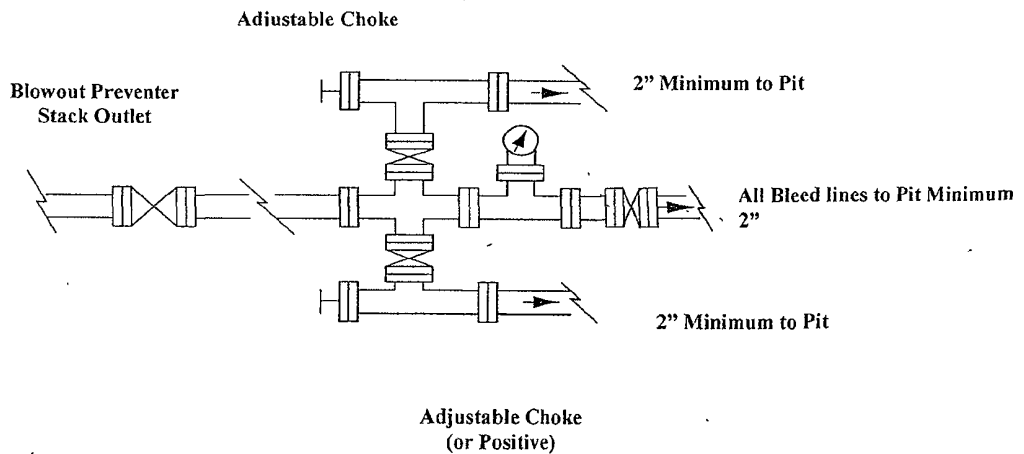 Adjustable Choke
Blowout Preventer
Stack Outlet
2” Minimum to Pit
All Bleed lines to Pit Minimum
2”
2” Minimum to Pit
Adjustable Choke
(or Positive)